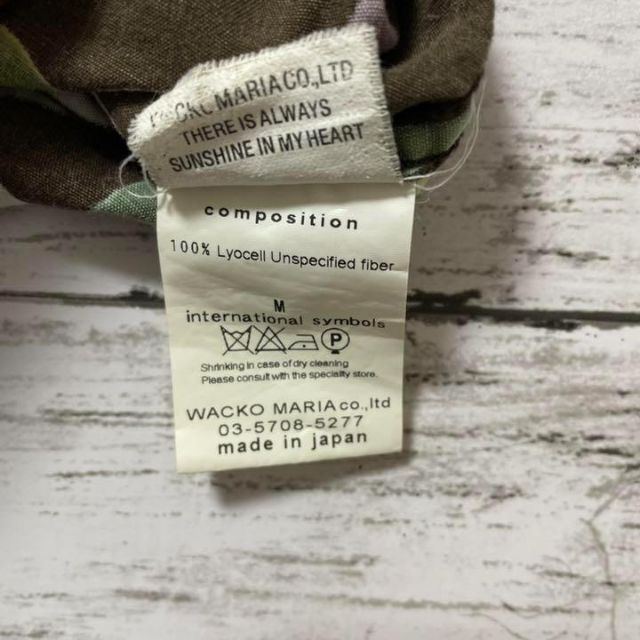 MARIA CO.,LTD
THERE IS ALWAYS
SUNSHINE IN MY HEART
composition
100% Lyocell Unspecified fiber
M
international symbols
P
Shrinking in case of dry cleaning
Please consult with the specialty store.
WACKO MARIA co.,ltd
03-5708-5277
made in japan